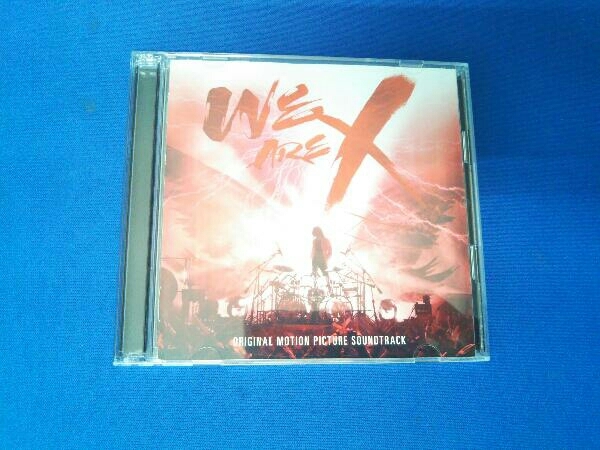 WE
ARE X
ORIGINAL MOTION PICTURE SOUNDTRACK